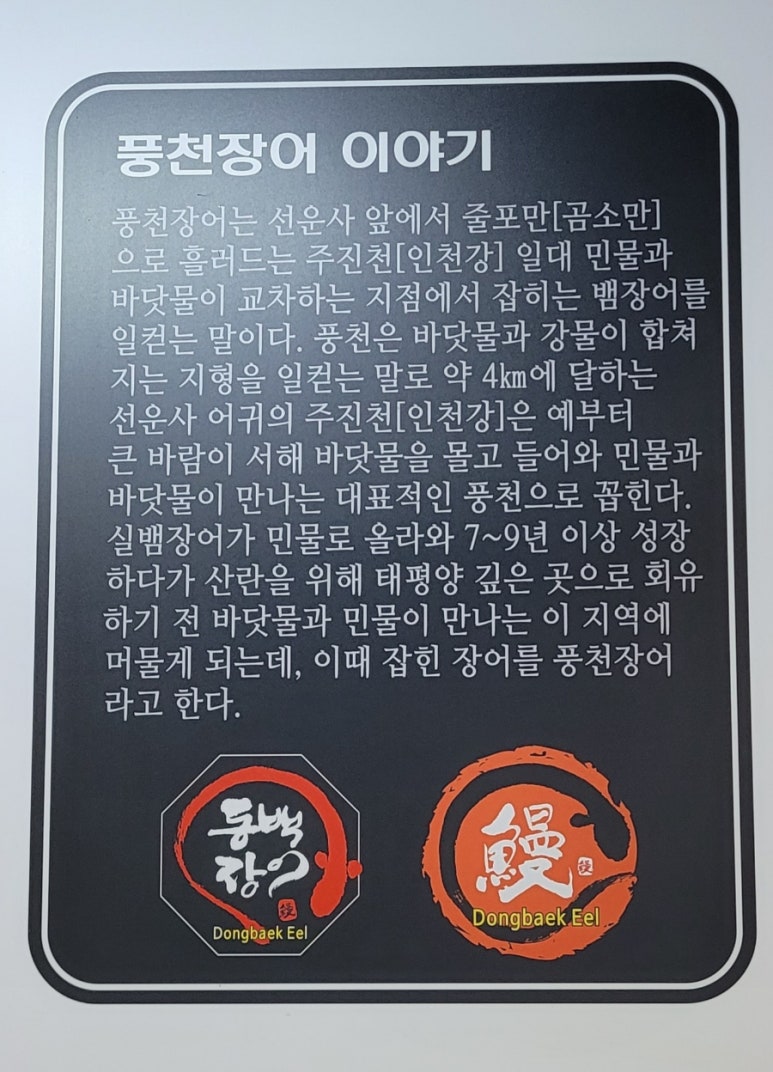 풍천장어 이야기
풍천장어는 선운사 앞에서 줄포만[곰소만]
으로 흘러드는 주진천[인천강] 일대 민물과
바닷물이 교차하는 지점에서 잡히는 뱀장어를
일컫는 말이다. 풍천은 바닷물과 강물이 합쳐
지는 지형을 일컫는 말로 약 4㎞에 달하는
선운사 어귀의 주진천[인천강]은 예부터
큰 바람이 서해 바닷물을 몰고 들어와 민물과
바닷물이 만나는 대표적인 풍천으로 꼽힌다.
실뱀장어가 민물로 올라와 7~9년 이상 성장
하다가 산란을 위해 태평양 깊은 곳으로 회유
하기 전 바닷물과 민물이 만나는 이 지역에
머물게 되는데, 이때 잡힌 장어를 풍천장어
라고 한다.
동백
장어
Dongbaek Eel
鰻
Dongbaek Eel